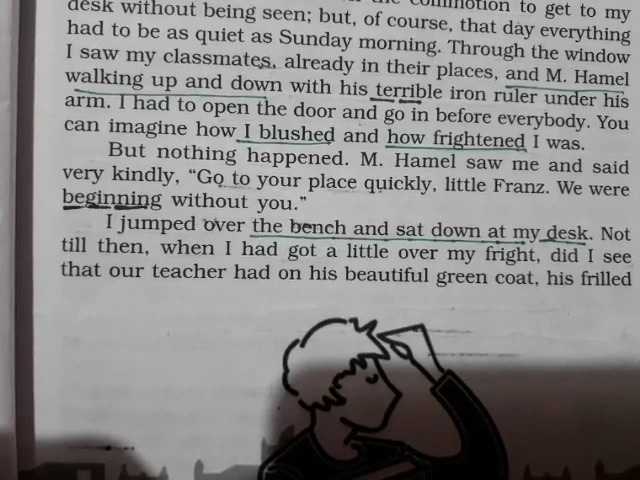 the commotion to get to my
desk without being seen; but, of course, that day everything
had to be as quiet as Sunday morning. Through the window
I saw my classmates, already in their places, and M. Hamel
walking up and down with his terrible iron ruler under his
arm. I had to open the door and go in before everybody. You
can imagine how I blushed and how frightened I was.
But nothing happened. M. Hamel saw me and said
very kindly, “Go to your place quickly, little Franz. We were
beginning without you.”
I jumped over the bench and sat down at my desk. Not
till then, when I had got a little over my fright, did I see
that our teacher had on his beautiful green coat, his frilled